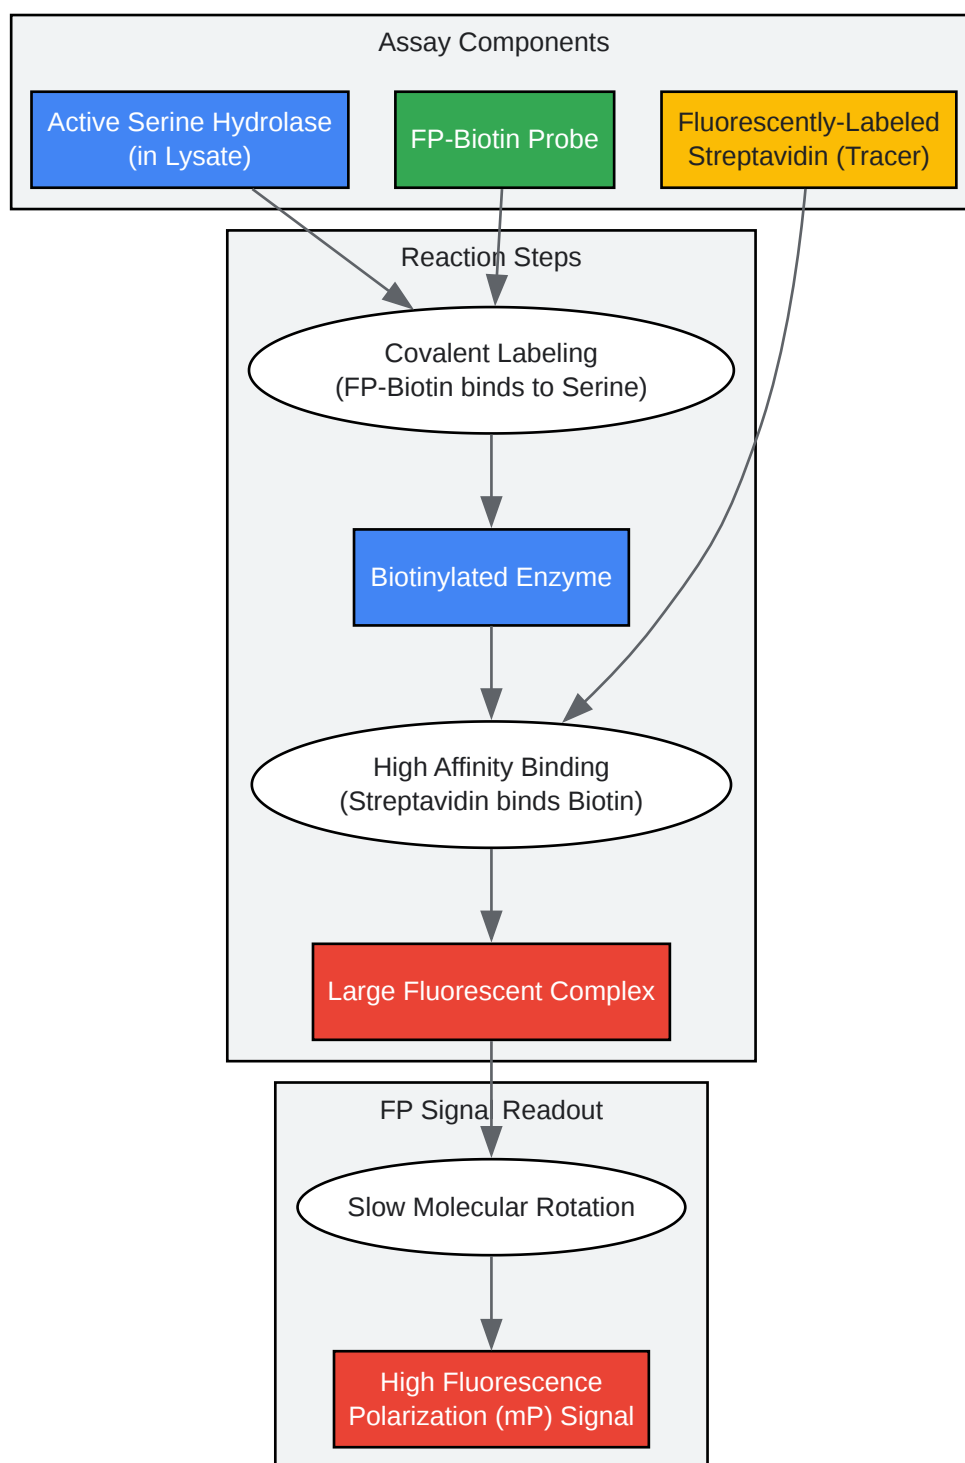 Assay Components
Active Serine Hydrolase
(in Lysate)
FP-Biotin Probe
Fluorescently-Labeled
Streptavidin (Tracer)
Reaction Steps
Covalent Labeling
(FP-Biotin binds to Serine)
Biotinylated Enzyme
High Affinity Binding
(Streptavidin binds Biotin)
Large Fluorescent Complex
FP Signal Readout
Slow Molecular Rotation
High Fluorescence
Polarization (mP) Signal